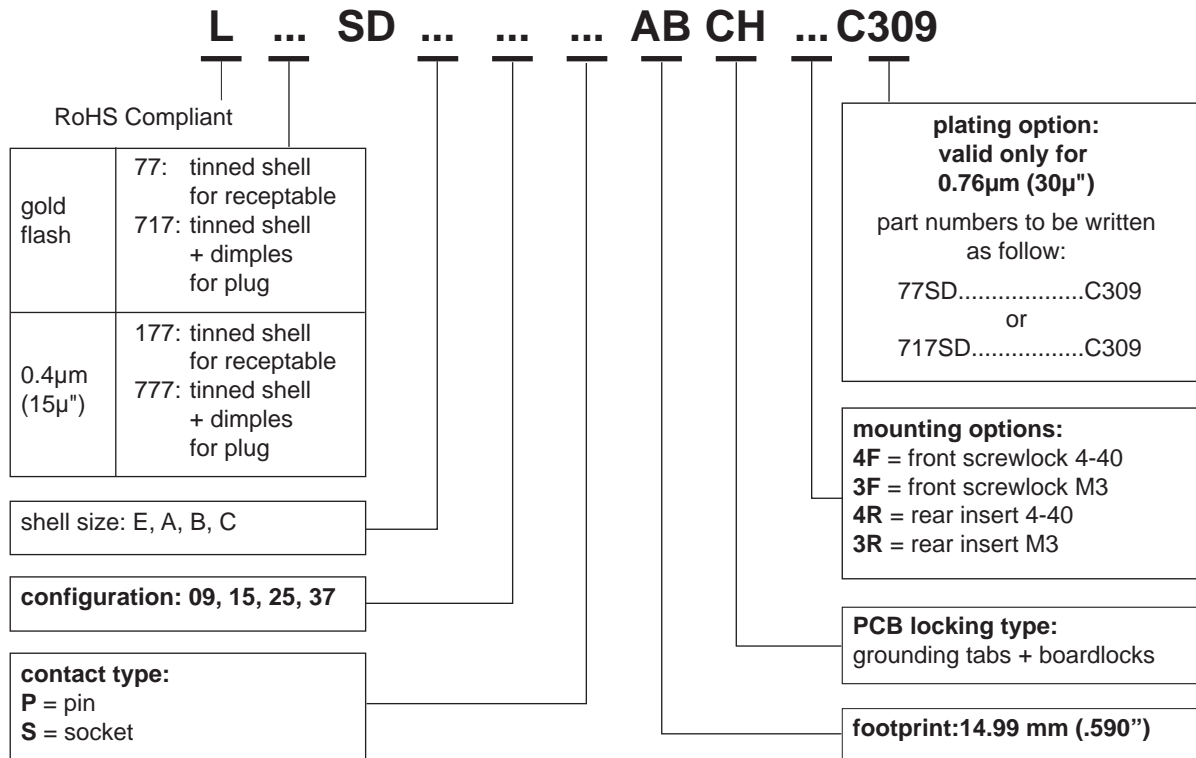 L ... SD ... ... ... AB CH ... C309
RoHS Compliant
gold
flash
77: tinned shell
for receptable
717: tinned shell
+ dimples
for plug
0.4µm
(15µ")
177: tinned shell
for receptable
777: tinned shell
+ dimples
for plug
shell size: E, A, B, C
configuration: 09, 15, 25, 37
contact type:
P = pin
S = socket
plating option:
valid only for
0.76µm (30µ")
part numbers to be written
as follow:
77SD...................C309
or
717SD.................C309
mounting options:
4F = front screwlock 4-40
3F = front screwlock M3
4R = rear insert 4-40
3R = rear insert M3
PCB locking type:
grounding tabs + boardlocks
footprint:14.99 mm (.590”)